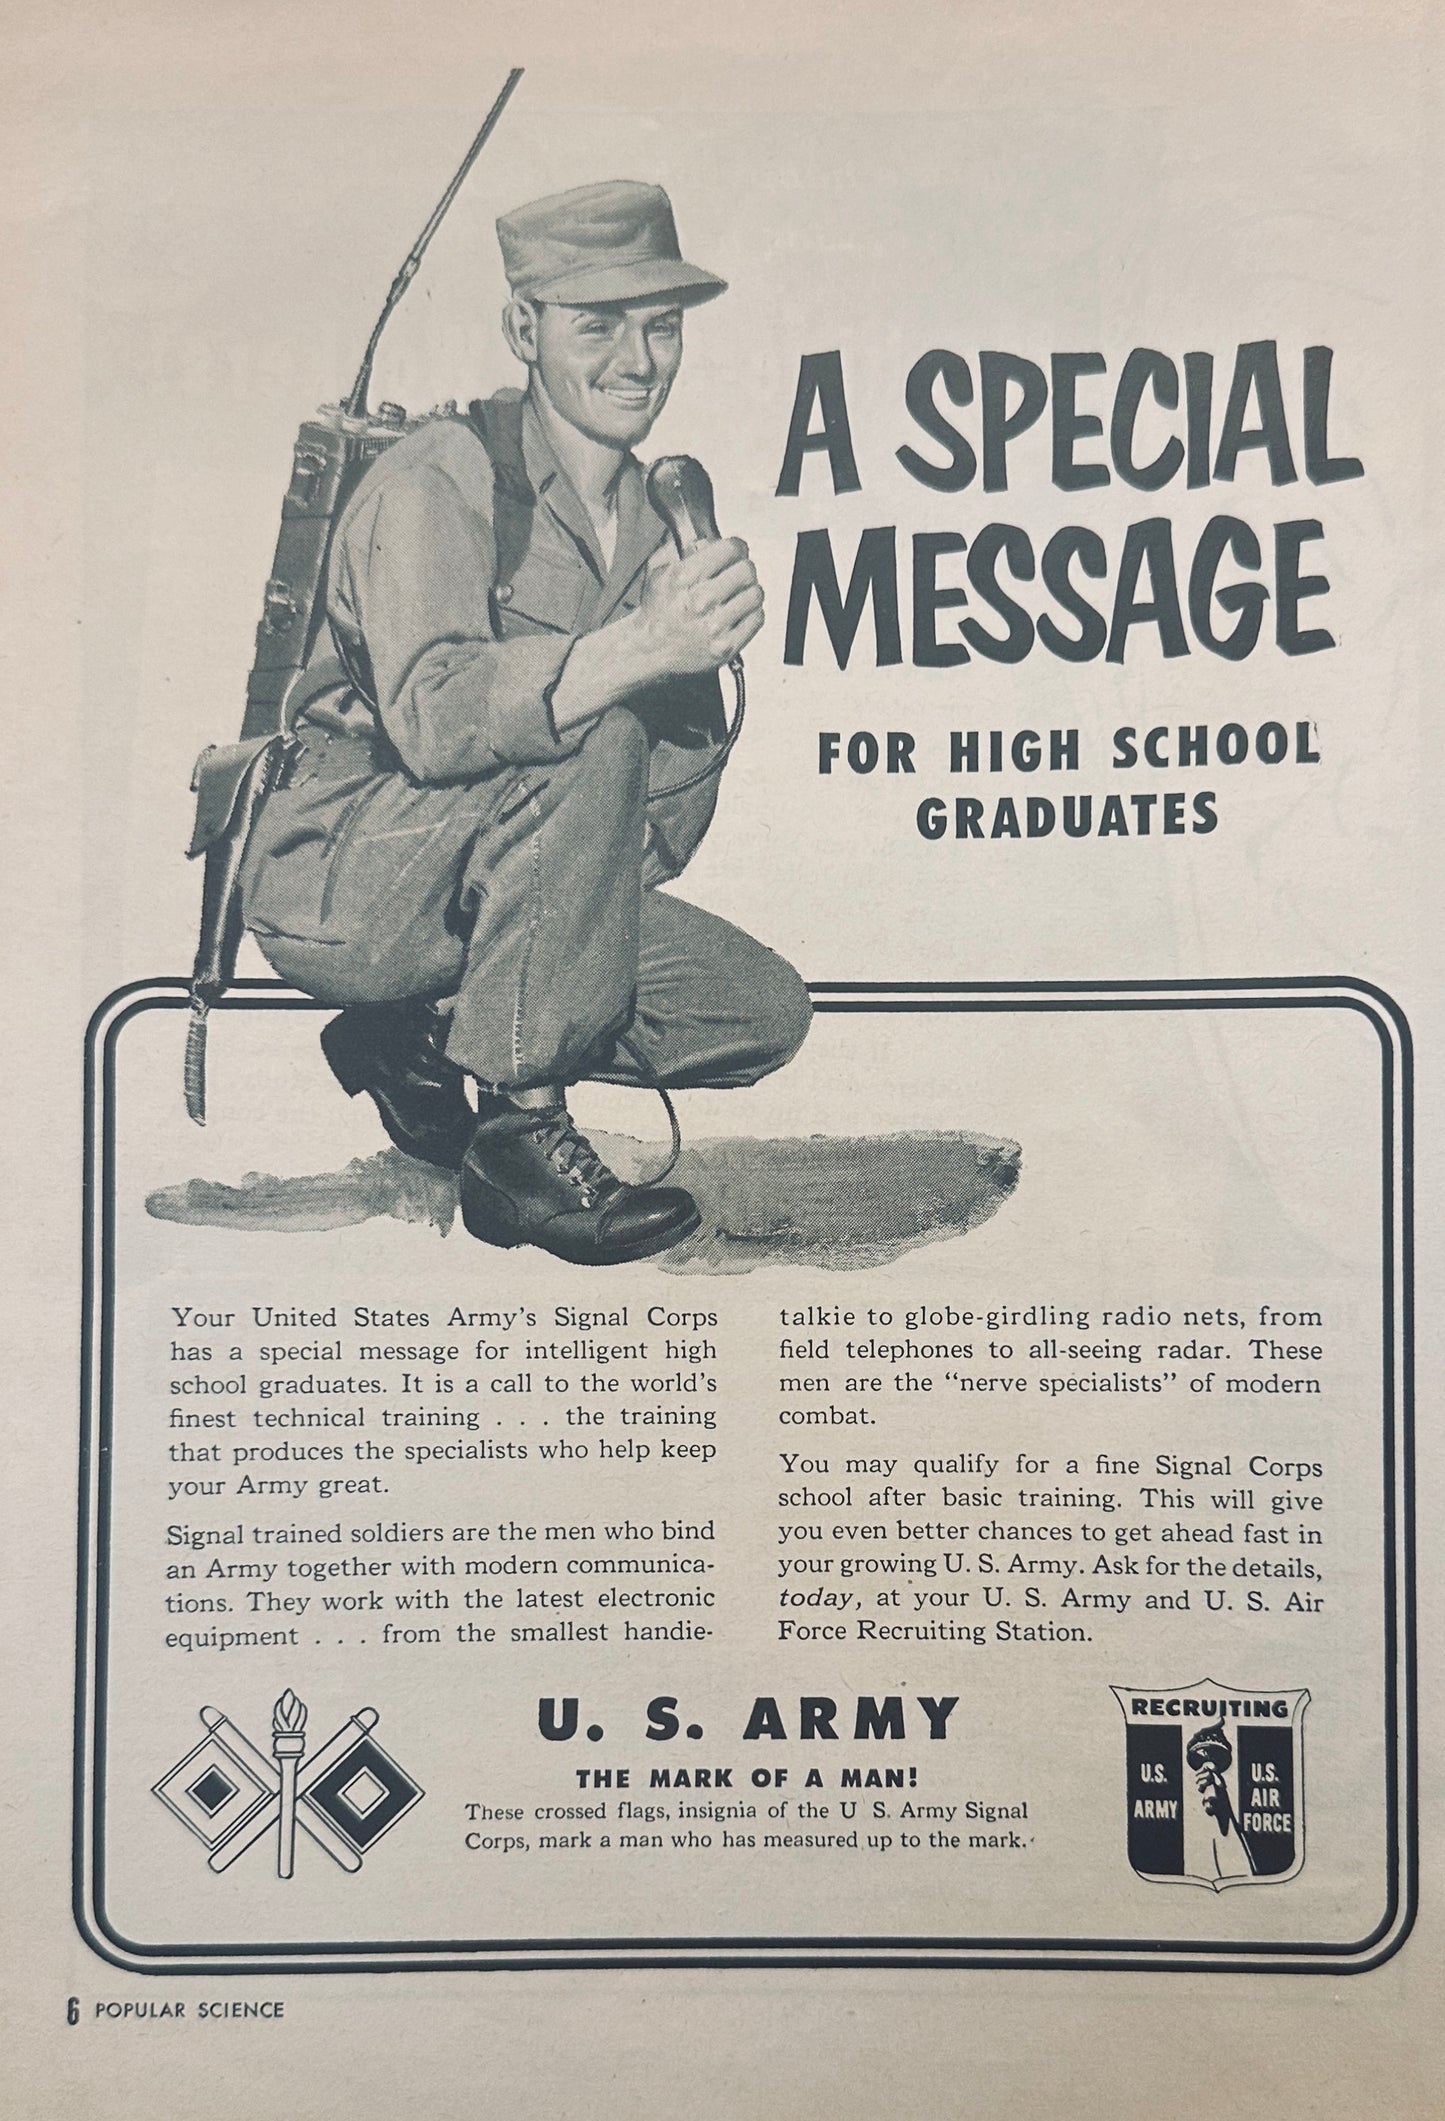 A SPECIAL
MESSAGE
FOR HIGH SCHOOL
GRADUATES
Your United States Army's Signal Corps
has a special message for intelligent high
school graduates. It is a call to the world's
finest technical training . . . the training
that produces the specialists who help keep
your Army great.
Signal trained soldiers are the men who bind
an Army together with modern communica-
tions. They work with the latest electronic
equipment . . . from the smallest handie-
talkie to globe-girdling radio nets, from
field telephones to all-seeing radar. These
men are the “nerve specialists” of modern
combat.
You may qualify for a fine Signal Corps
school after basic training. This will give
you even better chances to get ahead fast in
your growing U. S. Army. Ask for the details,
today, at your U. S. Army and U. S. Air
Force Recruiting Station.
U. S. ARMY
THE MARK OF A MAN!
These crossed flags, insignia of the U S. Army Signal
Corps, mark a man who has measured up to the mark.
RECRUITING
U.S.
ARMY
U.S.
AIR
FORCE
6 POPULAR SCIENCE